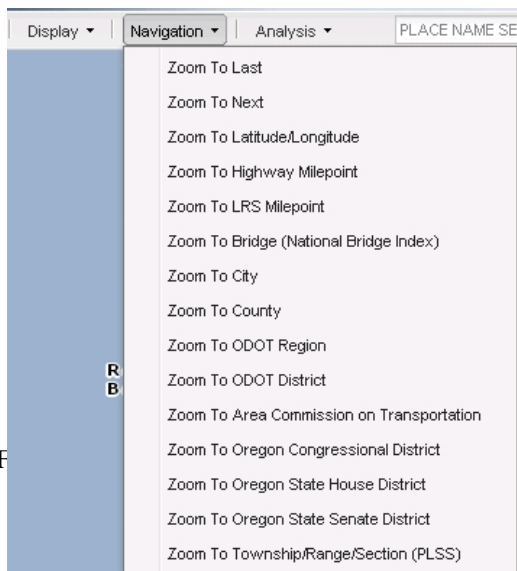 Display Navigation Analysis PLACE NAME SE
Zoom To Last
Zoom To Next
Zoom To Latitude/Longitude
Zoom To Highway Milepoint
Zoom To LRS Milepoint
Zoom To Bridge (National Bridge Index)
Zoom To City
Zoom To County
Zoom To ODOT Region
R
Zoom To ODOT District
B
Zoom To Area Commission on Transportation
F
Zoom To Oregon Congressional District
Zoom To Oregon State House District
Zoom To Oregon State Senate District
Zoom To Township/Range/Section (PLSS)